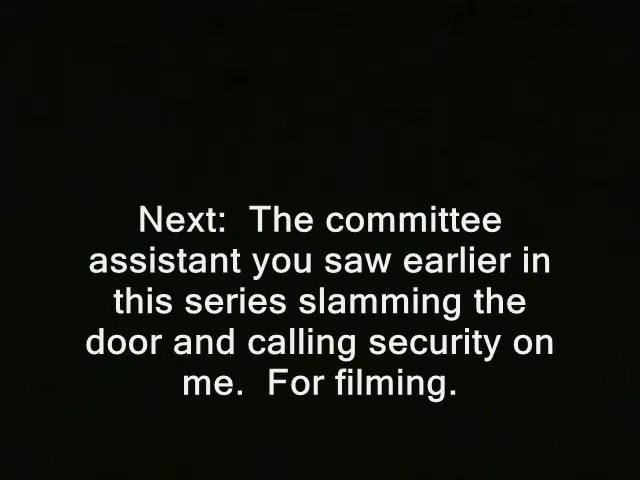 Next:  The committee
assistant you saw earlier in
this series slamming the
door and calling security on
me.  For filming.